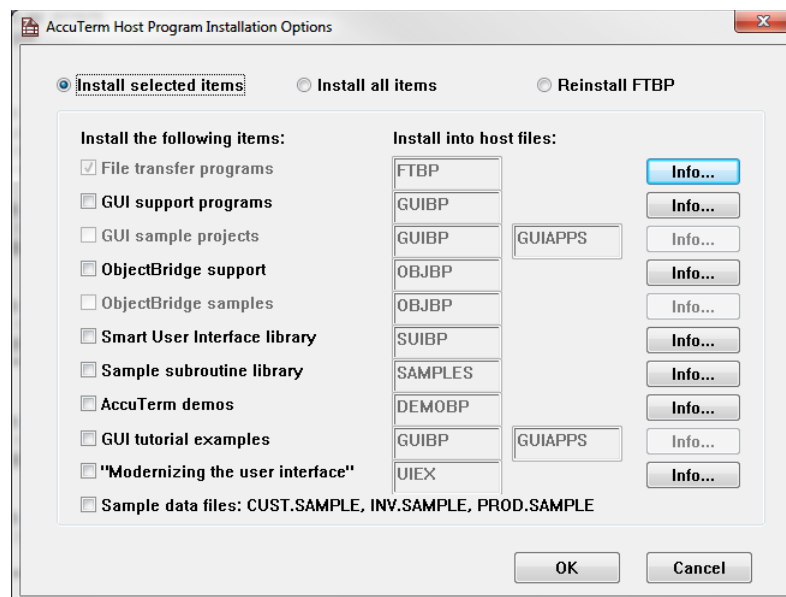 AccuTerm Host Program Installation Options
Install selected items Install all items Reinstall FTBP
Install the following items: Install into host files:
File transfer programs FTBP Info...
GUI support programs GUIBP Info...
GUI sample projects GUIBP GUIAPPS Info...
ObjectBridge support OBJBP Info...
ObjectBridge samples OBJBP Info...
Smart User Interface library SUIBP Info...
Sample subroutine library SAMPLES Info...
AccuTerm demos DEMOBP Info...
GUI tutorial examples GUIBP GUIAPPS Info...
"Modernizing the user interface" UIEX Info...
Sample data files: CUST.SAMPLE, INV.SAMPLE, PROD.SAMPLE
OK Cancel